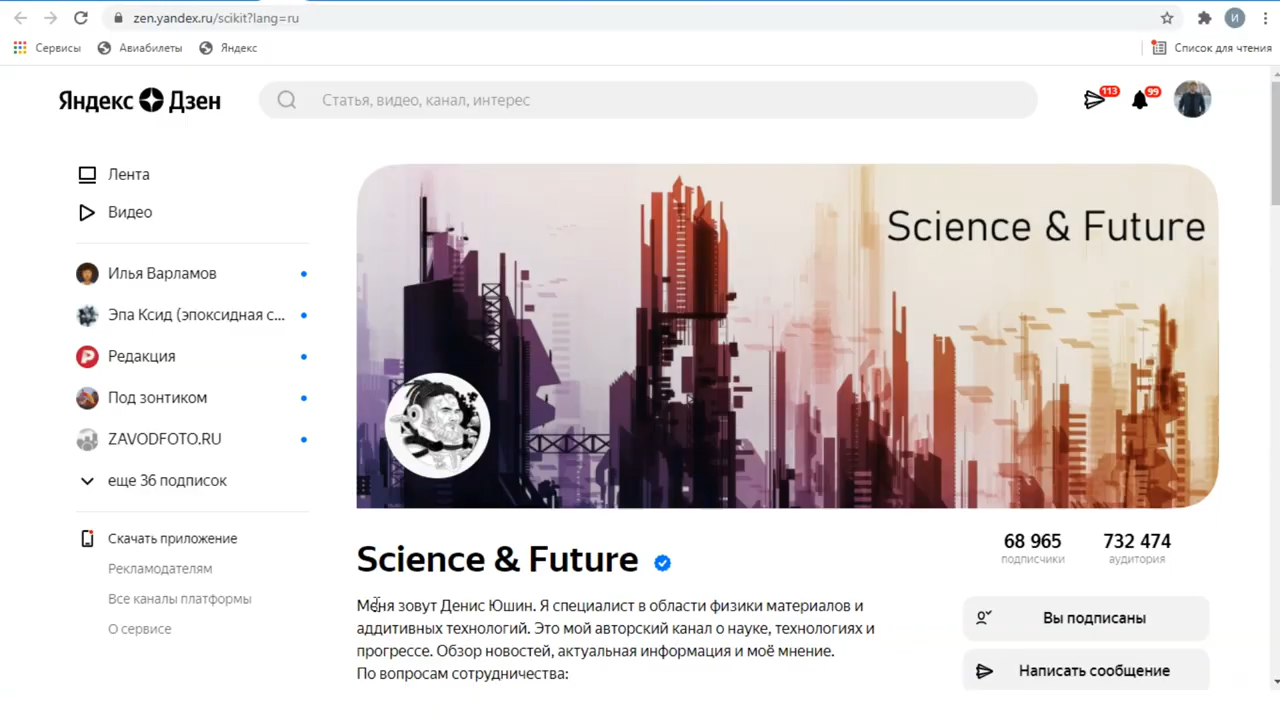 zen.yandex.ru/scikit?lang=ru
И
Сервисы
Авиабилеты
Яндекс
Список для чтения
Яндекс Дзен
Статья, видео, канал, интерес
113
99
Лента
Видео
Илья Варламов
Эпа Ксид (эпоксидная с...
Редакция
Под зонтиком
ZAVODFOTO.RU
еще 36 подписок
Скачать приложение
Рекламодателям
Все каналы платформы
О сервисе
Science & Future
Science & Future
68 965
подписчики
732 474
аудитория
Меня зовут Денис Юшин. Я специалист в области физики материалов и
аддитивных технологий. Это мой авторский канал о науке, технологиях и
прогрессе. Обзор новостей, актуальная информация и моё мнение.
По вопросам сотрудничества:
Вы подписаны
Написать сообщение